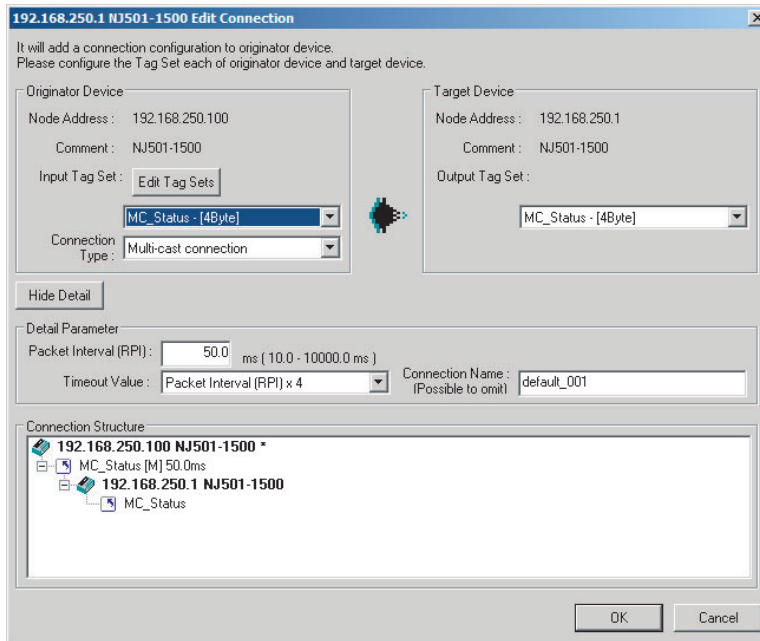 192.168.250.1 NJ501-1500 Edit Connection
It will add a connection configuration to originator device.
Please configure the Tag Set each of originator device and target device.
Originator Device
Node Address : 192.168.250.100
Comment : NJ501-1500
Input Tag Set : Edit Tag Sets
MC_Status - [4Byte]
Connection Type : Multi-cast connection
Target Device
Node Address : 192.168.250.1
Comment : NJ501-1500
Output Tag Set :
MC_Status - [4Byte]
Hide Detail
Detail Parameter
Packet Interval (RPI) : 50.0 ms ( 10.0 - 10000.0 ms )
Timeout Value : Packet Interval (RPI) x 4
Connection Name : default_001
(Possible to omit)
Connection Structure
192.168.250.100 NJ501-1500 *
MC_Status [M] 50.0ms
192.168.250.1 NJ501-1500
MC_Status
OK Cancel